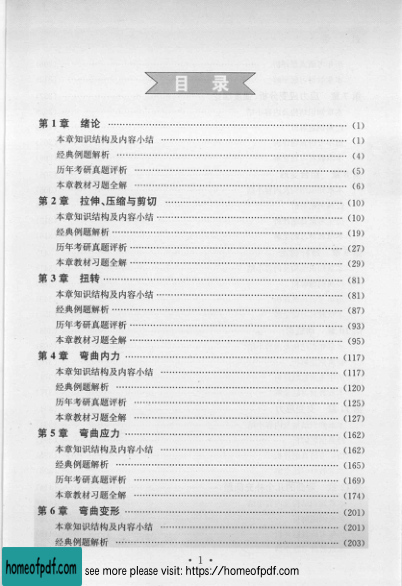 目 录
第 1 章 绪论 …… (1)
本章知识结构及内容小结 …… (1)
经典例题解析 …… (4)
历年考研真题评析 …… (5)
本章教材习题全解 …… (6)
第 2 章 拉伸、压缩与剪切 …… (10)
本章知识结构及内容小结 …… (10)
经典例题解析 …… (19)
历年考研真题评析 …… (27)
本章教材习题全解 …… (29)
第 3 章 扭转 …… (81)
本章知识结构及内容小结 …… (81)
经典例题解析 …… (87)
历年考研真题评析 …… (93)
本章教材习题全解 …… (95)
第 4 章 弯曲内力 …… (117)
本章知识结构及内容小结 …… (117)
经典例题解析 …… (120)
历年考研真题评析 …… (125)
本章教材习题全解 …… (127)
第 5 章 弯曲应力 …… (162)
本章知识结构及内容小结 …… (162)
经典例题解析 …… (165)
历年考研真题评析 …… (169)
本章教材习题全解 …… (174)
第 6 章 弯曲变形 …… (201)
本章知识结构及内容小结 …… (201)
经典例题解析 …… (203)
· 1 ·
homeofpdf.com
see more please visit: https://homeofpdf.com